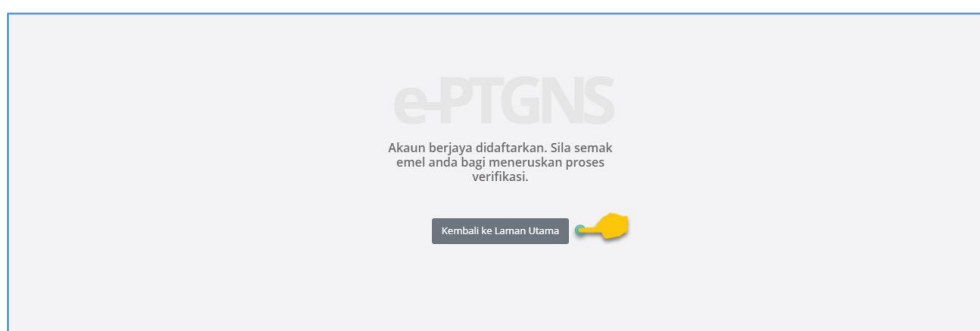 e-PTGNS
Akaun berjaya didaftarkan. Sila semak
emel anda bagi meneruskan proses
verifikasi.
Kembali ke Laman Utama